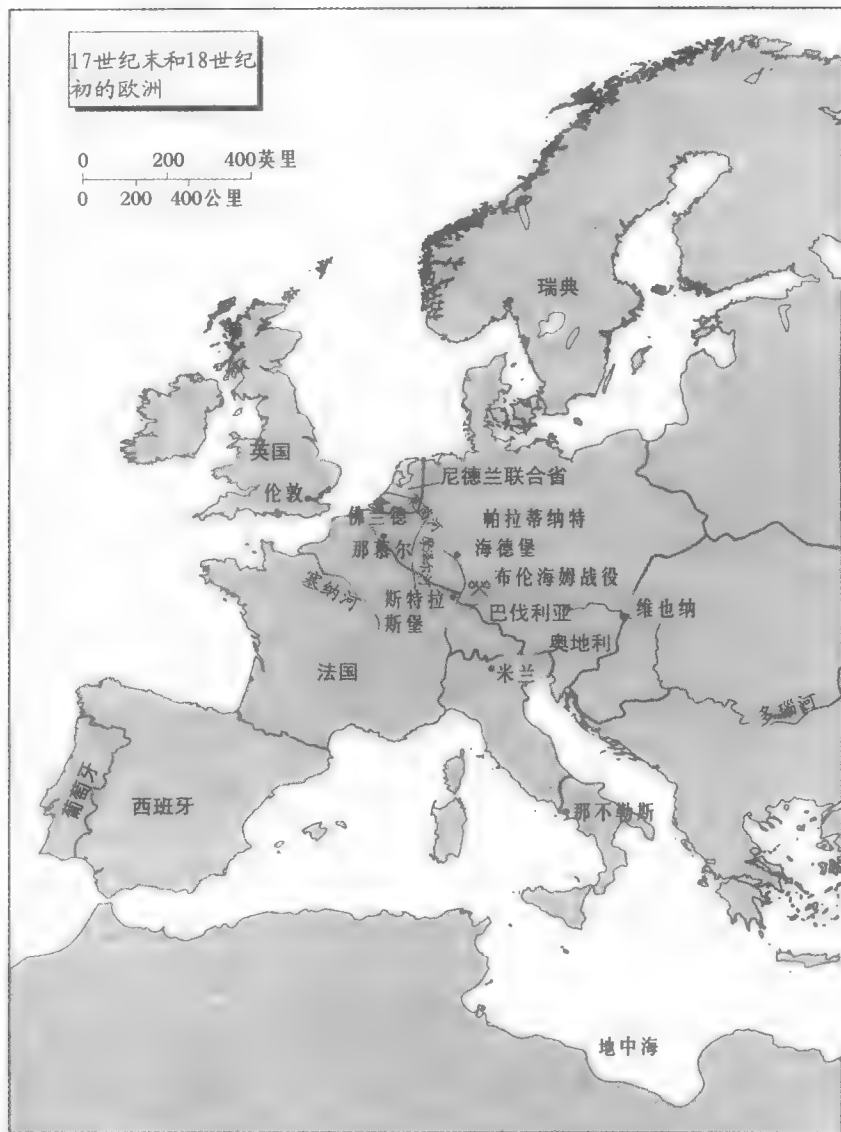 17世纪末和18世纪
初的欧洲
0 200 400英里
0 200 400公里
瑞典
英国
伦敦
尼德兰联合省
佛兰德
帕拉蒂纳特
那慕尔
海德堡
塞纳河
布伦海姆战役
斯特拉
斯堡
巴伐利亚
维也纳
奥地利
法国
米兰
多瑙河
葡萄牙
西班牙
那不勒斯
地中海